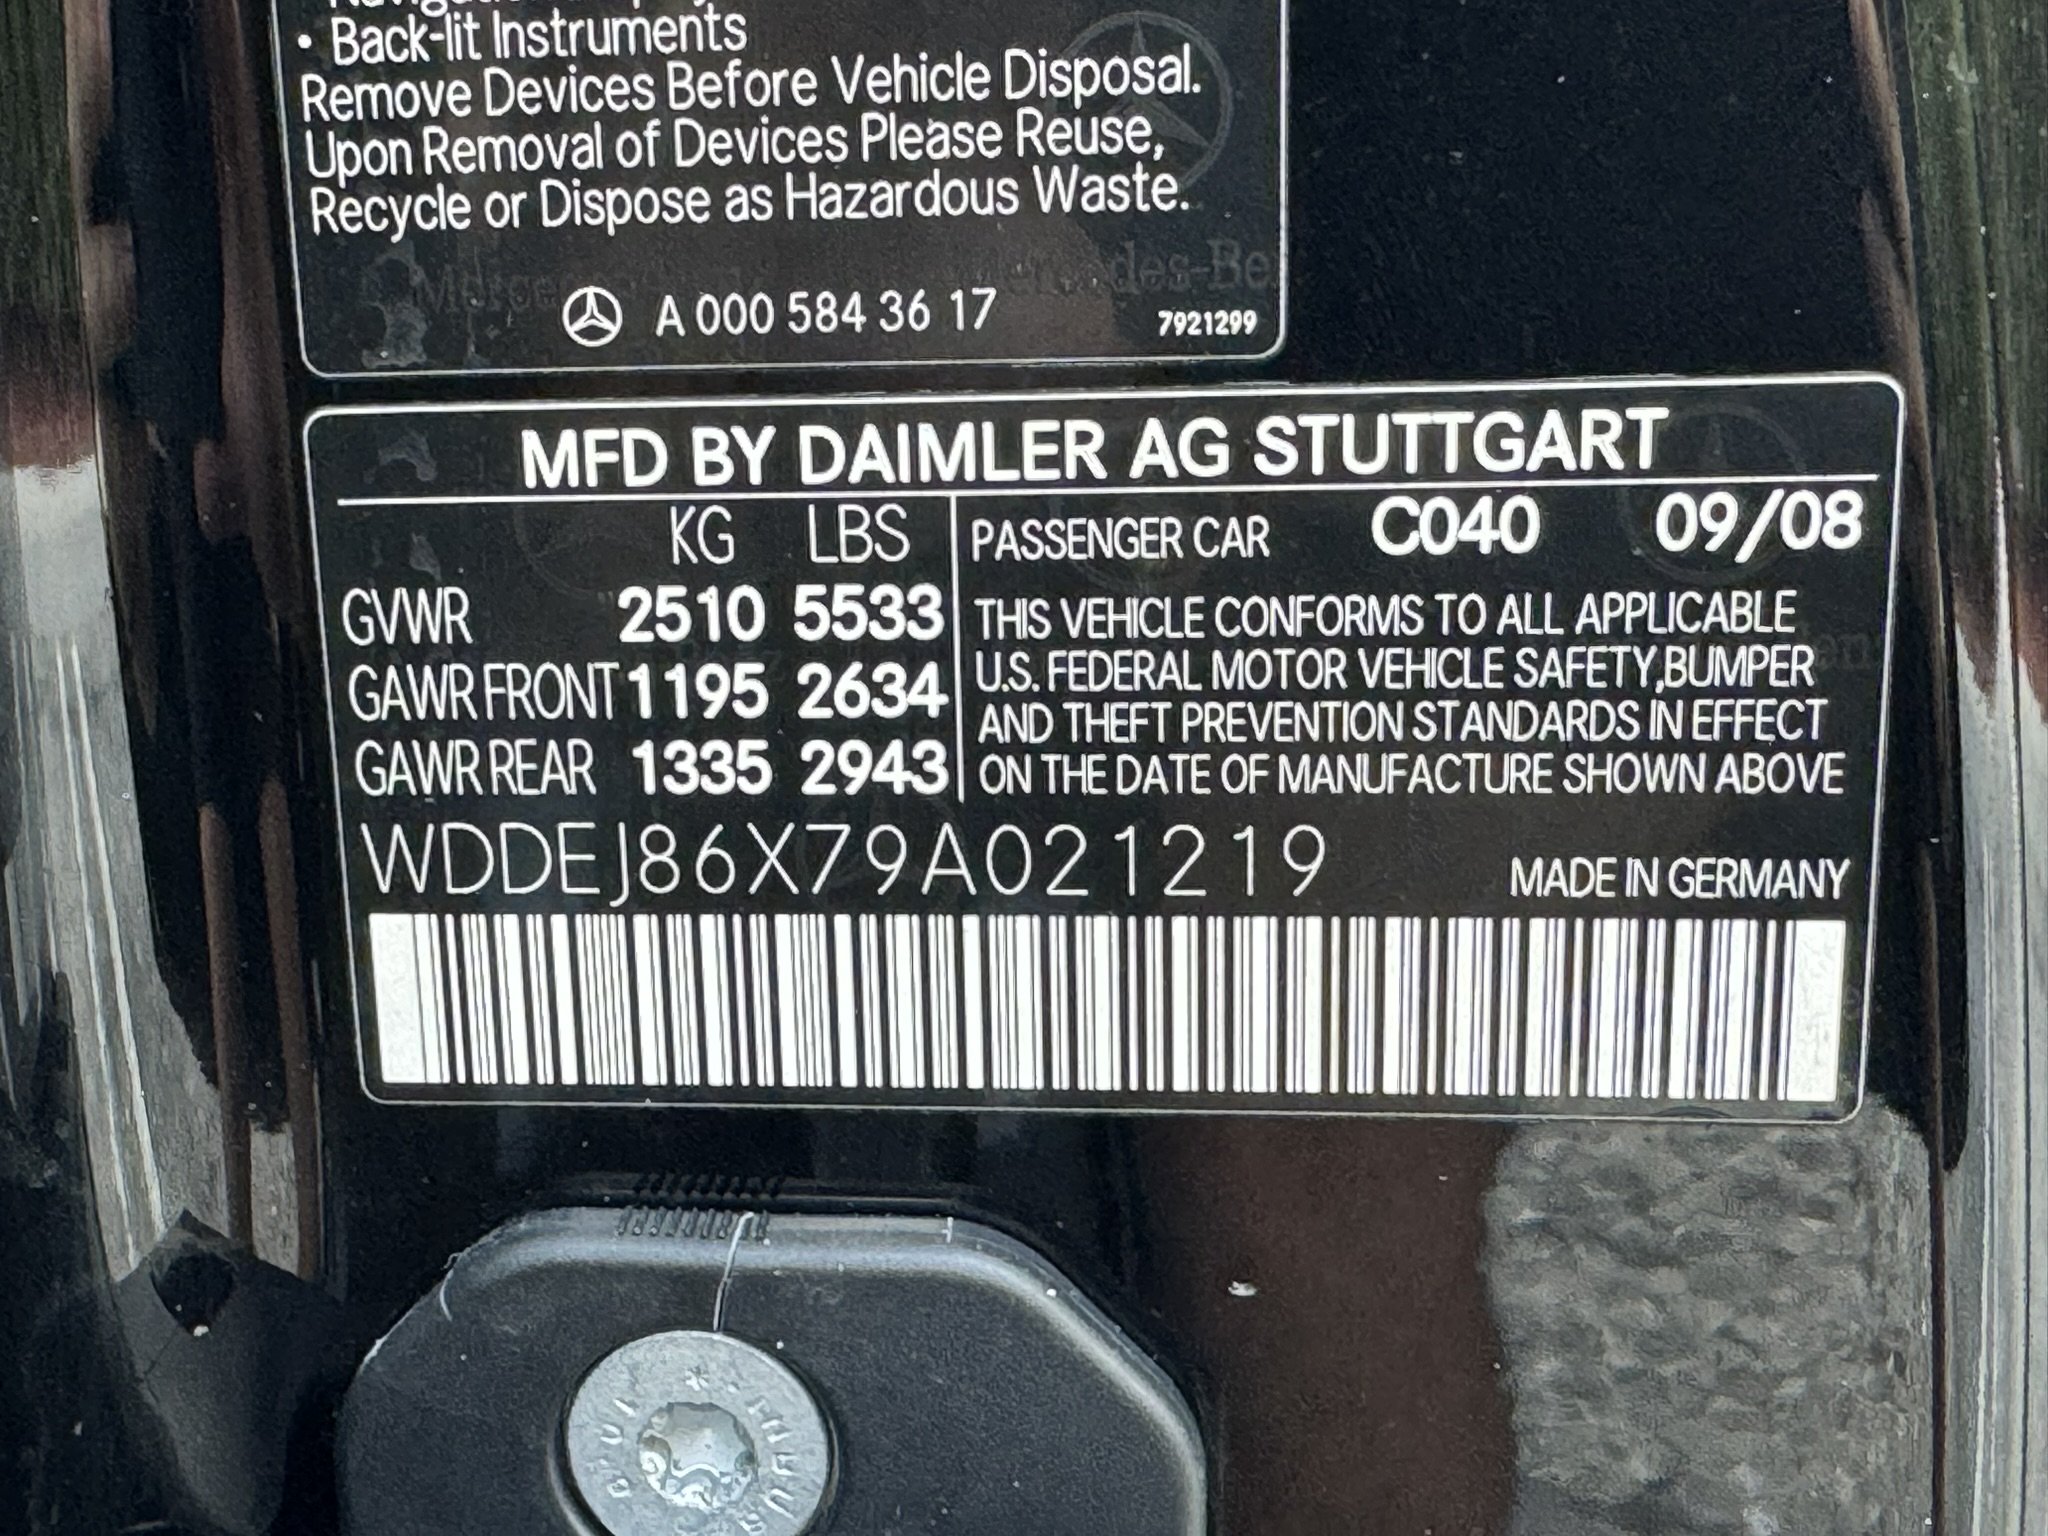 • Back-lit Instruments
Remove Devices Before Vehicle Disposal.
Upon Removal of Devices Please Reuse,
Recycle or Dispose as Hazardous Waste.
A 000 584 36 17 7921299
MFD BY DAIMLER AG STUTTGART
KG LBS PASSENGER CAR C040 09/08
GVWR 2510 5533
GAWR FRONT 1195 2634
GAWR REAR 1335 2943
THIS VEHICLE CONFORMS TO ALL APPLICABLE
U.S. FEDERAL MOTOR VEHICLE SAFETY,BUMPER
AND THEFT PREVENTION STANDARDS IN EFFECT
ON THE DATE OF MANUFACTURE SHOWN ABOVE
WDDEJ86X79A021219 MADE IN GERMANY